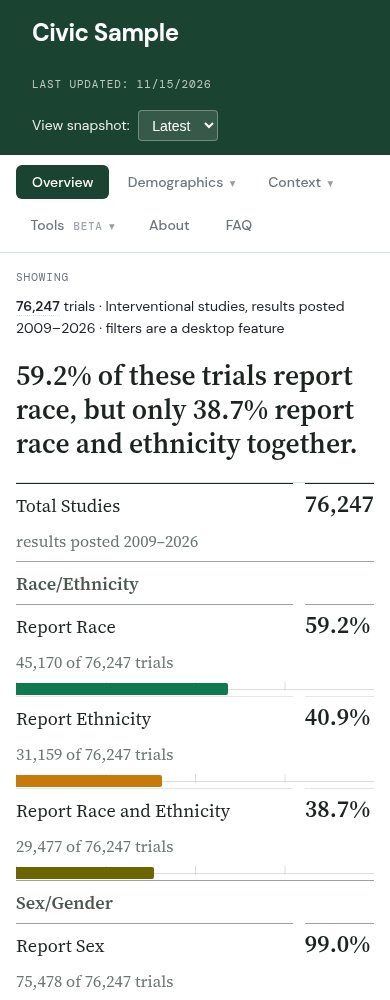 Civic Sample
LAST UPDATED: 11/15/2026
View snapshot: Latest
Overview Demographics ▾ Context ▾
Tools BETA ▾ About FAQ
SHOWING
76,247 trials · Interventional studies, results posted
2009–2026 · filters are a desktop feature
59.2% of these trials report
race, but only 38.7% report
race and ethnicity together.
Total Studies 76,247
results posted 2009–2026
Race/Ethnicity
Report Race 59.2%
45,170 of 76,247 trials
Report Ethnicity 40.9%
31,159 of 76,247 trials
Report Race and Ethnicity 38.7%
29,477 of 76,247 trials
Sex/Gender
Report Sex 99.0%
75,478 of 76,247 trials